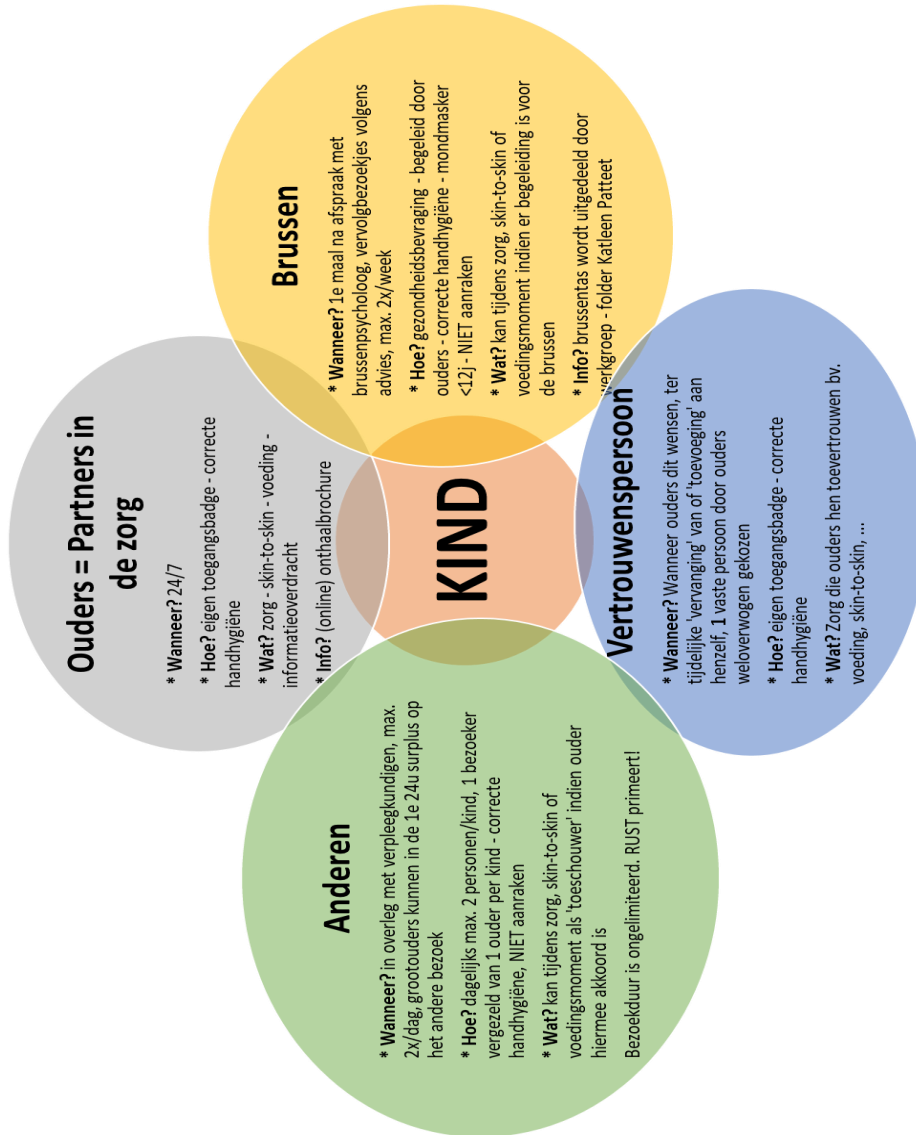 Ouders = Partners in
de zorg
* Wanneer? 24/7
* Hoe? eigen toegangsbadge - correcte
handhygiëne
* Wat? zorg - skin-to-skin - voeding -
informatieoverdracht
* Info? (online) onthaalbrochure
Anderen
* Wanneer? in overleg met verpleegkundigen, max.
2x/dag, grootouders kunnen in de 1e 24u surplus op
het andere bezoek
* Hoe? dagelijks max. 2 personen/kind, 1 bezoeker
vergezeld van 1 ouder per kind - correcte
handhygiëne, NIET aanraken
* Wat? kan tijdens zorg, skin-to-skin of
voedingsmoment als 'toeschouwer' indien ouder
hiermee akkoord is
Bezoekduur is ongelimiteerd. RUST primeert!
KIND
Brussen
* Wanneer? 1e maal na afspraak met
brussenpsycholoog, vervolgbezoekjes volgens
advies, max. 2x/week
* Hoe? gezondheidsbevraging - begeleid door
ouders - correcte handhygiëne - mondmasker
<12j - NIET aanraken
* Wat? kan tijdens zorg, skin-to-skin of
voedingsmoment indien er begeleiding is voor
de brussen
* Info? brussentas wordt uitgedeeld door
werkgroep - folder Katleen Patteet
Vertrouwenspersoon
* Wanneer? Wanneer ouders dit wensen, ter
tijdelijke 'vervanging' van of 'toevoeging' aan
henzelf, 1 vaste persoon door ouders
weloverwogen gekozen
* Hoe? eigen toegangsbadge - correcte
handhygiëne
* Wat? Zorg die ouders hen toevertrouwen bv.
voeding, skin-to-skin, ...